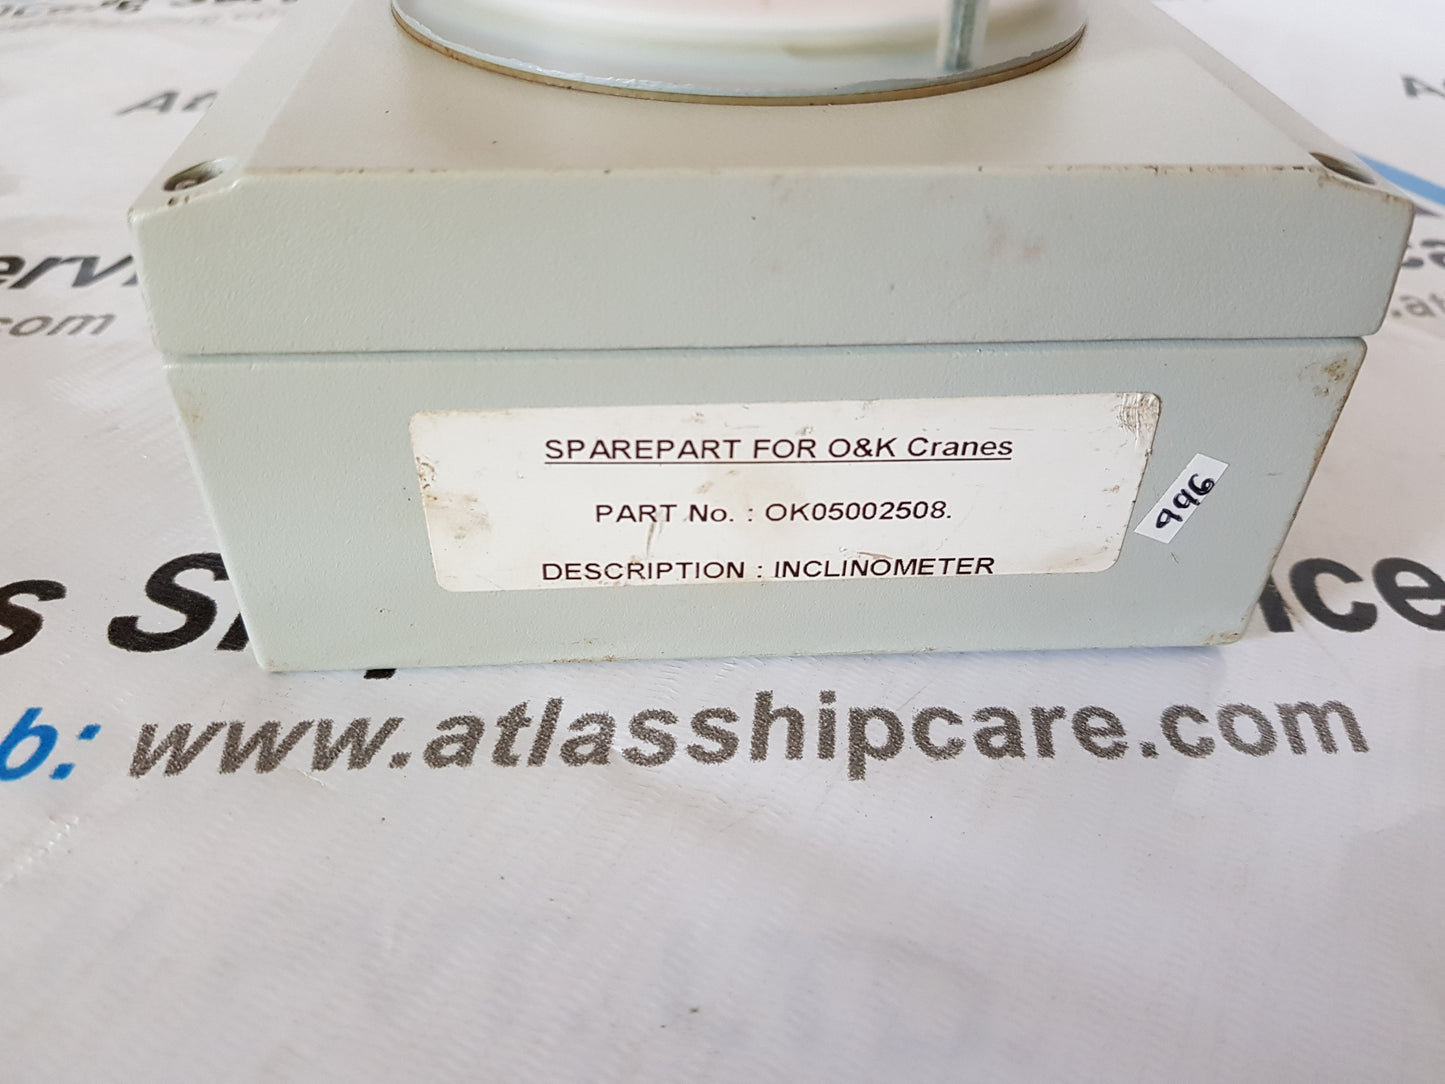 SPAREPART FOR O&K Cranes
PART No. : OK05002508.
DESCRIPTION : INCLINOMETER
996
www.atlasshipcare.com